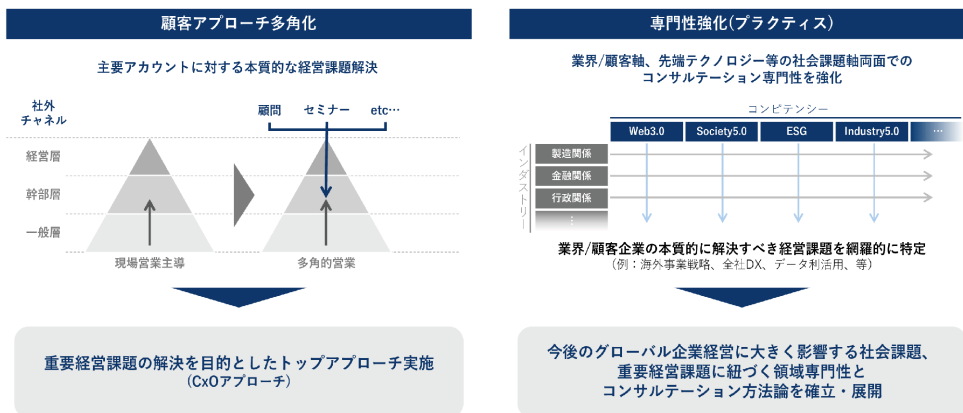 顧客アプローチ多角化
主要アカウントに対する本質的な経営課題解決
社外
チャネル
顧問
セミナー
etc…
経営層
幹部層
一般層
現場営業主導
多角的営業
重要経営課題の解決を目的としたトップアプローチ実施
(CxOアプローチ)
専門性強化(プラクティス)
業界/顧客軸、先端テクノロジー等の社会課題軸両面での
コンサルテーション専門性を強化
コンピテンシー
Web3.0
Society5.0
ESG
Industry5.0
…
インダストリー
製造関係
金融関係
行政関係
…
業界/顧客企業の本質的に解決すべき経営課題を網羅的に特定
（例：海外事業戦略、全社DX、データ利活用、等）
今後のグローバル企業経営に大きく影響する社会課題、
重要経営課題に紐づく領域専門性と
コンサルテーション方法論を確立・展開